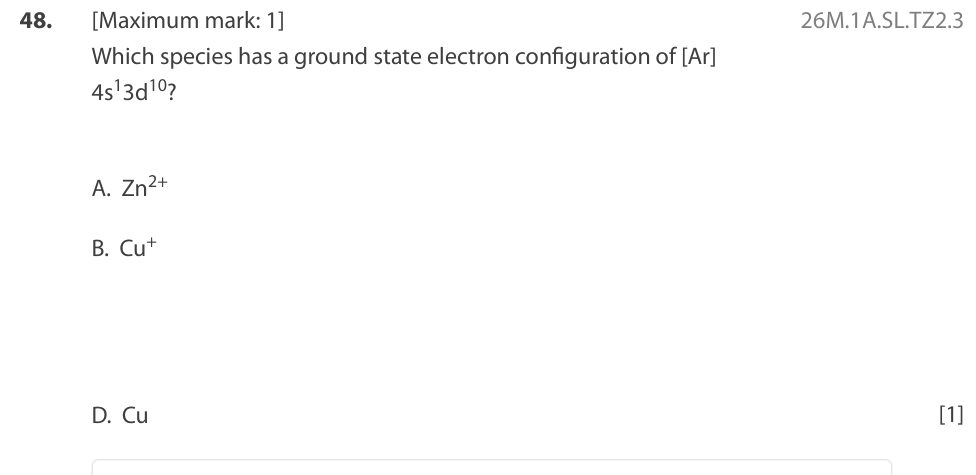 48. [Maximum mark: 1] 26M.1A.SL.TZ2.3
Which species has a ground state electron configuration of [Ar]
4s¹3d¹⁰?
A. Zn²⁺
B. Cu⁺
D. Cu [1]